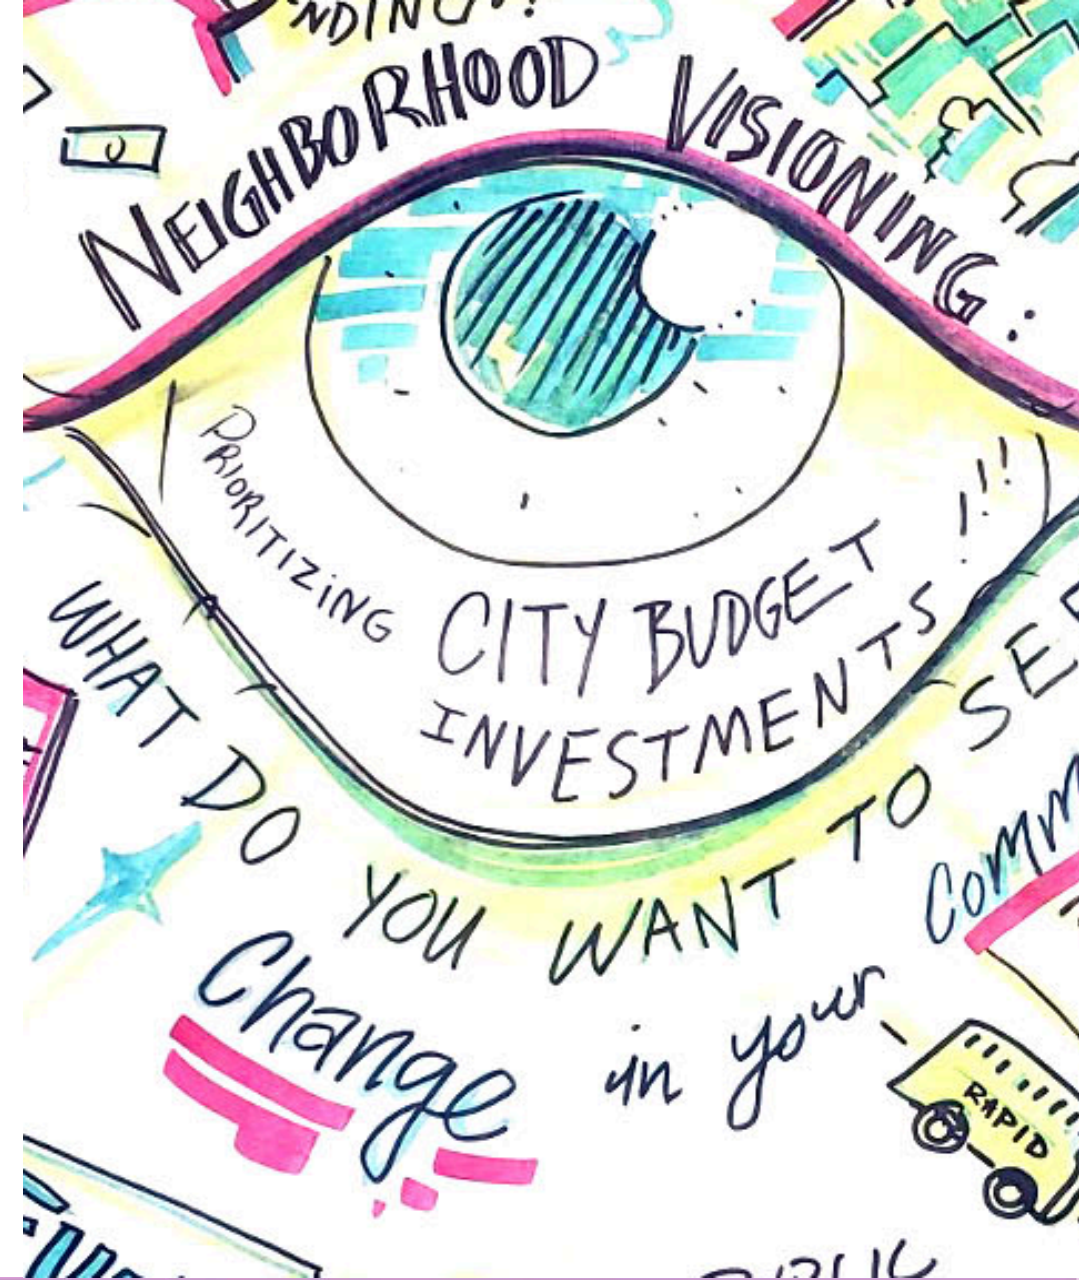 NEIGHBORHOOD VISIONING:
PRIORITIZING
CITY BUDGET
INVESTMENTS!!!
WHAT DO YOU WANT TO
Change in your
RAPID